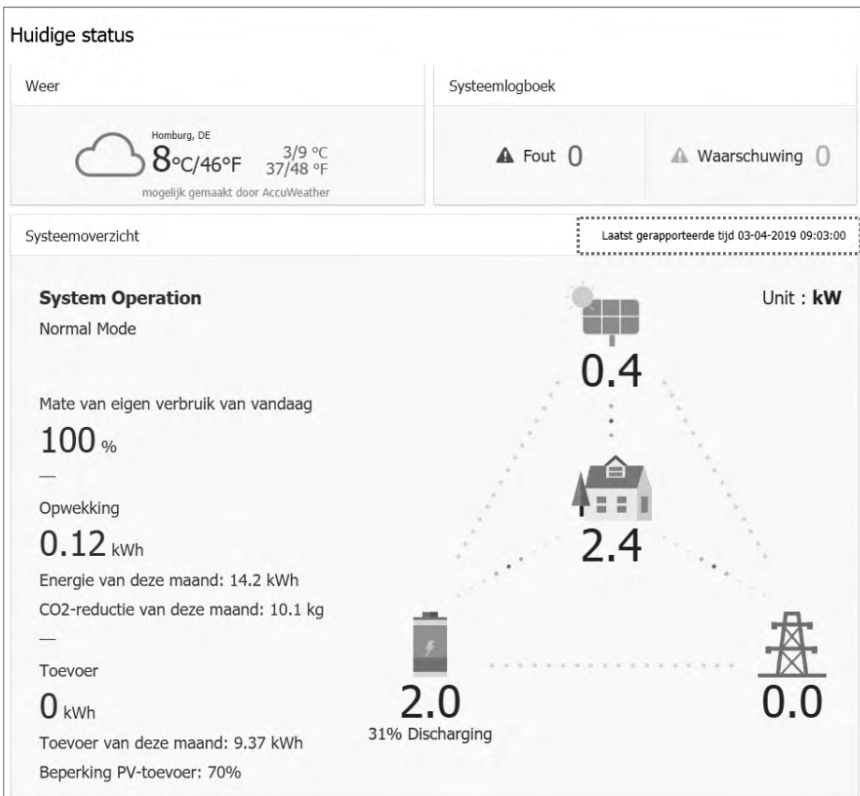 Huidige status
Weer
Homburg, DE
8°C/46°F
3/9 °C
37/48 °F
mogelijk gemaakt door AccuWeather
Systeemlogboek
Fout 0
Waarschuwing 0
Systeemoverzicht
Laatst gerapporteerde tijd 03-04-2019 09:03:00
System Operation
Normal Mode
Unit : kW
Mate van eigen verbruik van vandaag
100 %
Opwekking
0.12 kWh
Energie van deze maand: 14.2 kWh
CO2-reductie van deze maand: 10.1 kg
Toevoer
0 kWh
Toevoer van deze maand: 9.37 kWh
Beperking PV-toevoer: 70%
0.4
2.4
2.0
31% Discharging
0.0